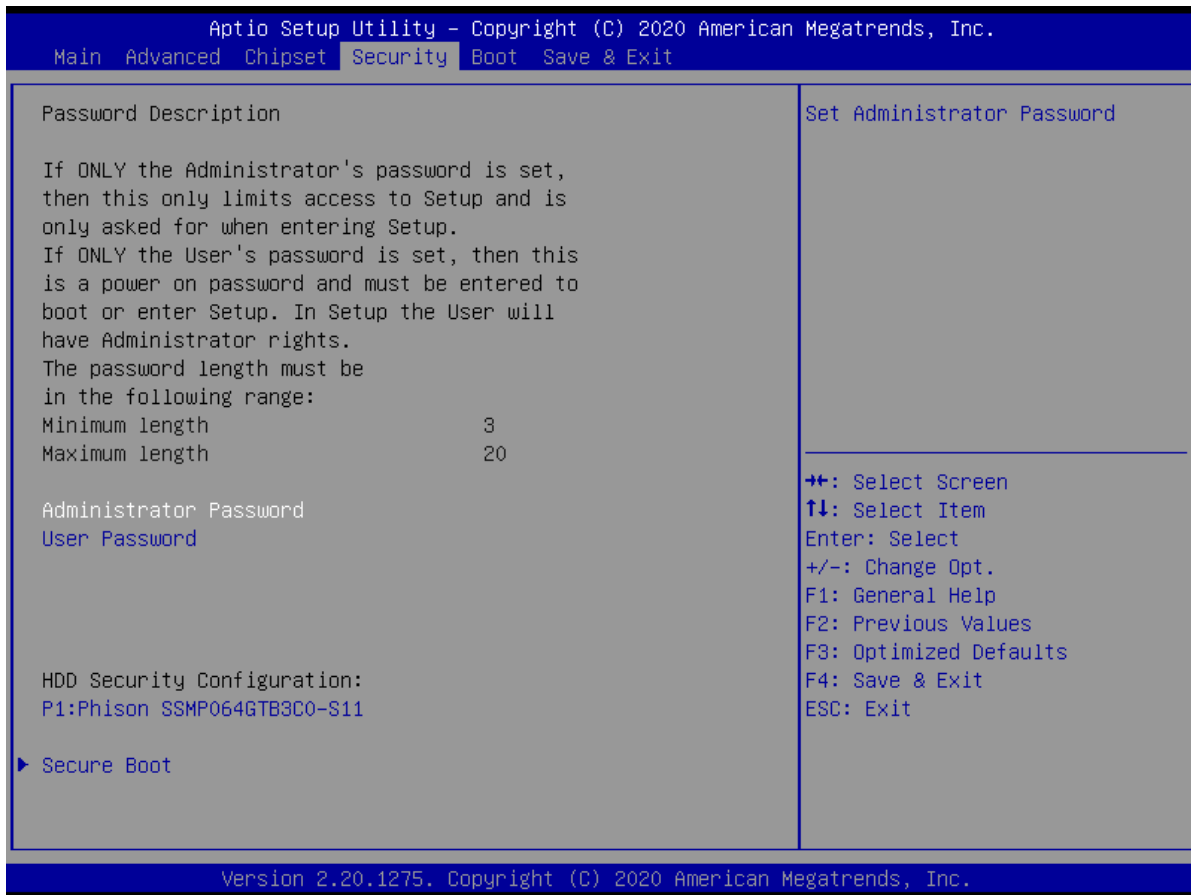 Aptio Setup Utility – Copyright (C) 2020 American Megatrends, Inc.
Main Advanced Chipset Security Boot Save & Exit
Password Description
If ONLY the Administrator's password is set,
then this only limits access to Setup and is
only asked for when entering Setup.
If ONLY the User's password is set, then this
is a power on password and must be entered to
boot or enter Setup. In Setup the User will
have Administrator rights.
The password length must be
in the following range:
Minimum length 3
Maximum length 20
Administrator Password
User Password
HDD Security Configuration:
P1:Phison SSMP064GTB3C0-S11
Secure Boot
Set Administrator Password
→←: Select Screen
↑↓: Select Item
Enter: Select
+/-: Change Opt.
F1: General Help
F2: Previous Values
F3: Optimized Defaults
F4: Save & Exit
ESC: Exit
Version 2.20.1275. Copyright (C) 2020 American Megatrends, Inc.